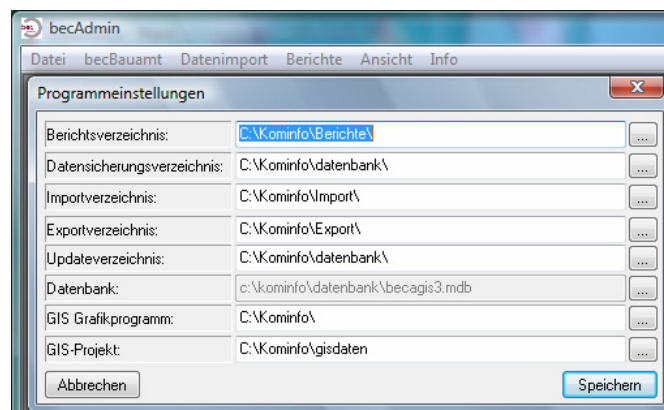 bec becAdmin
Datei becBauamt Datenimport Berichte Ansicht Info
Programmeinstellungen
Berichtsverzeichnis: C:\Kominfo\Berichte\ ...
Datensicherungsverzeichnis: C:\Kominfo\datenbank\ ...
Importverzeichnis: C:\Kominfo\Import\ ...
Exportverzeichnis: C:\Kominfo\Export\ ...
Updateverzeichnis: C:\Kominfo\datenbank\ ...
Datenbank: c:\kominfo\datenbank\becagis3.mdb ...
GIS Grafikprogramm: C:\Kominfo\ ...
GIS-Projekt: C:\Kominfo\gisdaten ...
Abbrechen Speichern